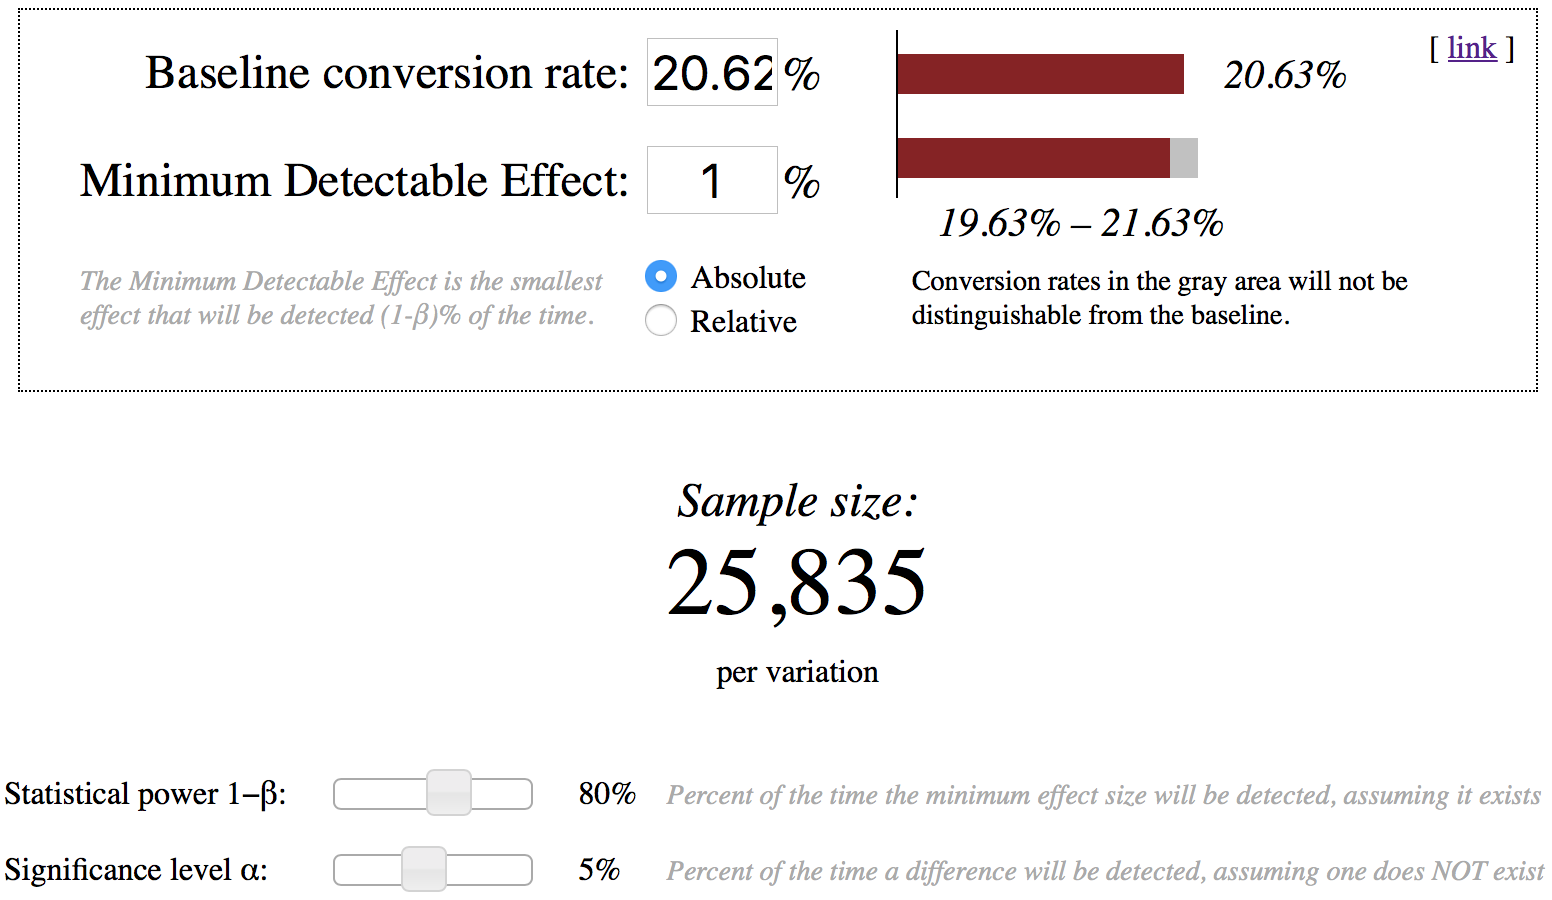 Baseline conversion rate: 20.62 %
Minimum Detectable Effect: 1 %
The Minimum Detectable Effect is the smallest
effect that will be detected (1-β)% of the time.
Absolute
Relative
20.63%
[ link ]
19.63% – 21.63%
Conversion rates in the gray area will not be
distinguishable from the baseline.
Sample size:
25,835
per variation
Statistical power 1–β: 80% Percent of the time the minimum effect size will be detected, assuming it exists
Significance level α: 5% Percent of the time a difference will be detected, assuming one does NOT exist